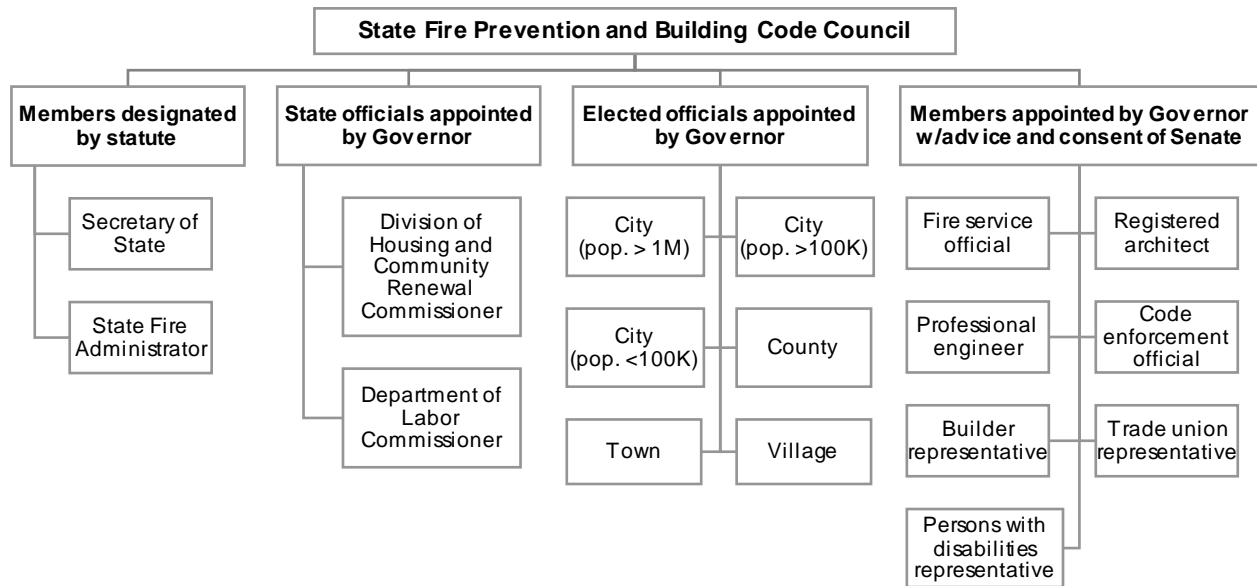 State Fire Prevention and Building Code Council
Members designated
by statute
Secretary of
State
State Fire
Administrator
State officials appointed
by Governor
Division of
Housing and
Community
Renewal
Commissioner
Department of
Labor
Commissioner
Elected officials appointed
by Governor
City
(pop. > 1M)
City
(pop. >100K)
City
(pop. <100K)
County
Town
Village
Members appointed by Governor
w/advice and consent of Senate
Fire service
official
Registered
architect
Professional
engineer
Code
enforcement
official
Builder
representative
Trade union
representative
Persons with
disabilities
representative